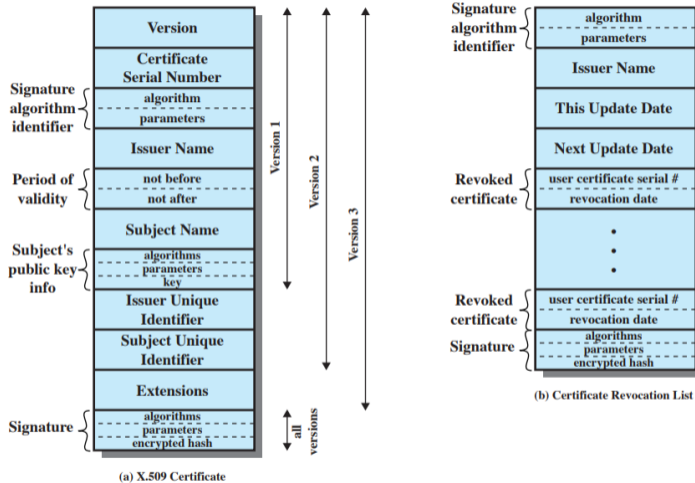 Version
Certificate
Serial Number
Signature
algorithm
identifier
algorithm
parameters
Issuer Name
Period of
validity
not before
not after
Subject Name
Subject's
public key
info
algorithms
parameters
key
Issuer Unique
Identifier
Subject Unique
Identifier
Extensions
Signature
algorithms
parameters
encrypted hash
Version 1
Version 2
Version 3
all
versions
(a) X.509 Certificate
Signature
algorithm
identifier
algorithm
parameters
Issuer Name
This Update Date
Next Update Date
Revoked
certificate
user certificate serial #
revocation date
•
•
•
Revoked
certificate
user certificate serial #
revocation date
Signature
algorithms
parameters
encrypted hash
(b) Certificate Revocation List